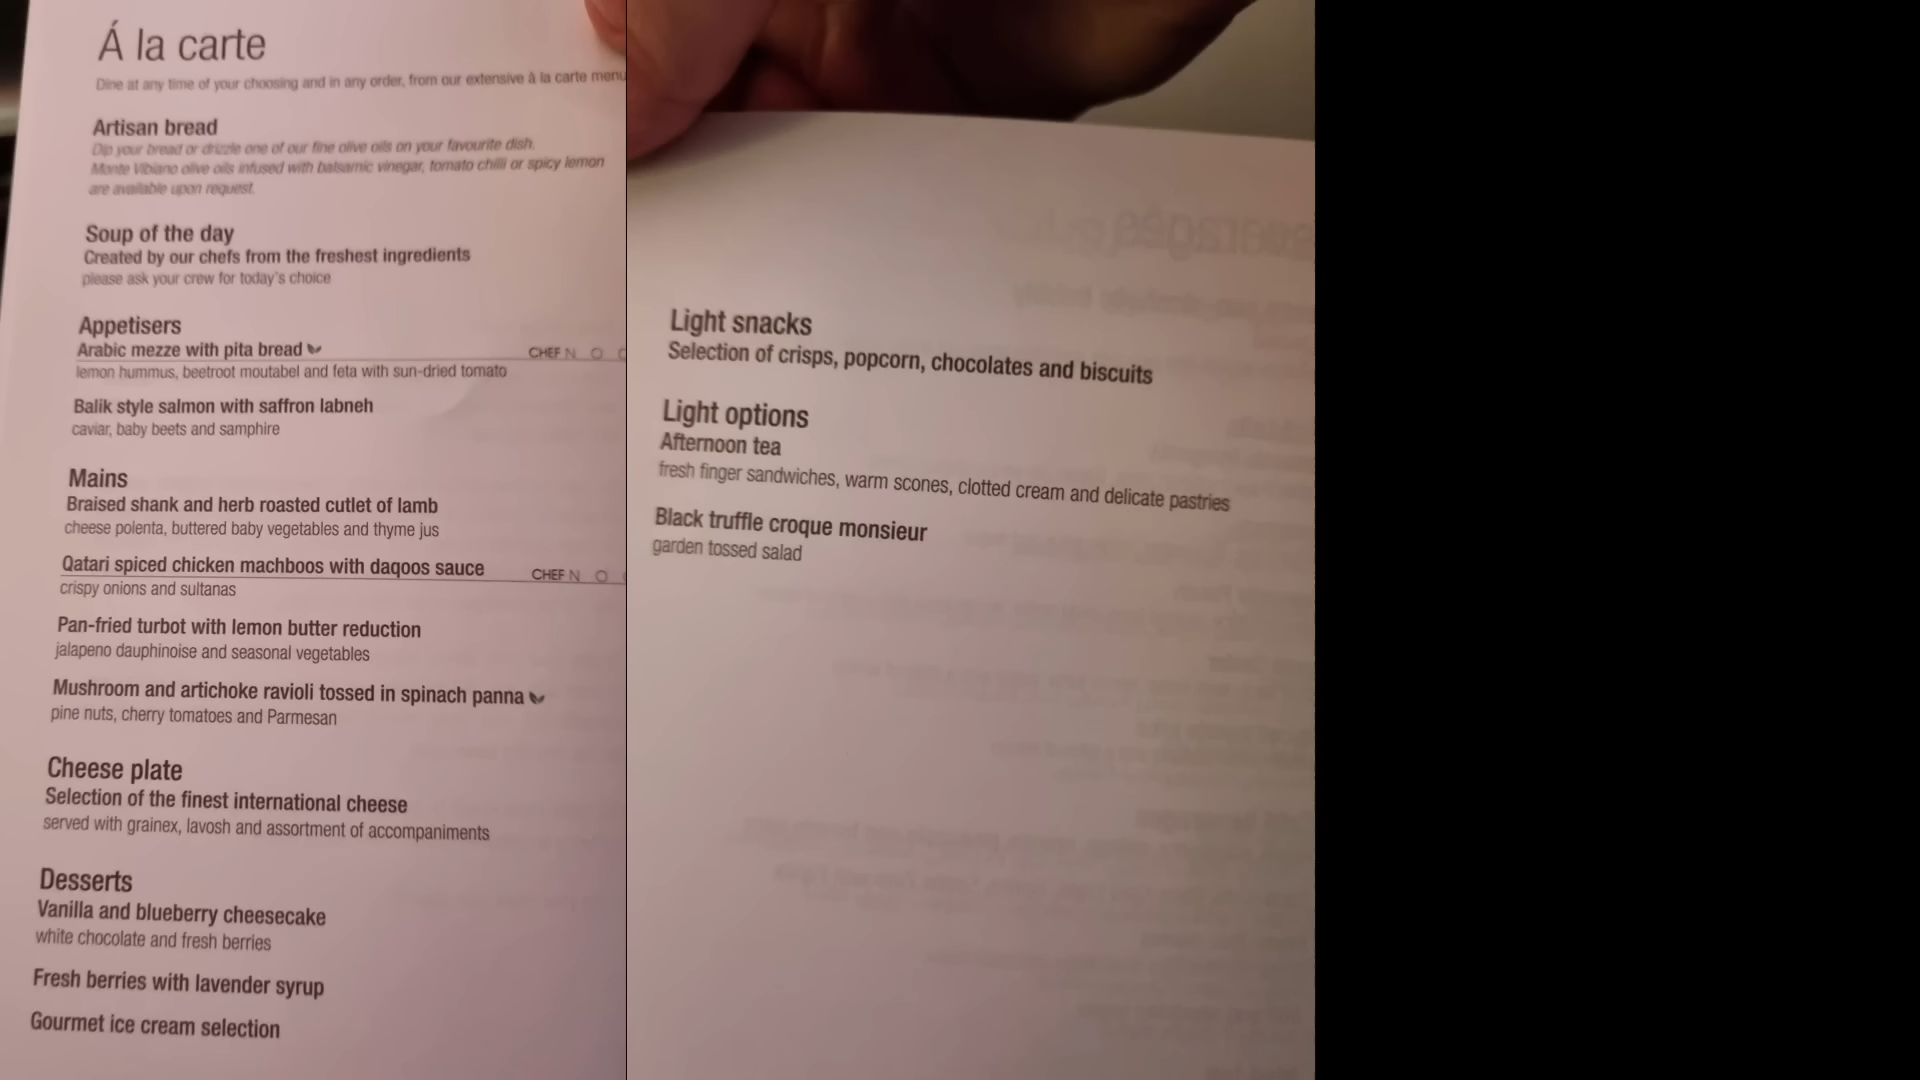 Á la carte
Dine at any time of your choosing and in any order, from our extensive à la carte menu
Artisan bread
Dip your bread or drizzle one of our fine olive oils on your favourite dish.
Monte Vibiano olive oils infused with balsamic vinegar, tomato chilli or spicy lemon
are available upon request.
Soup of the day
Created by our chefs from the freshest ingredients
please ask your crew for today's choice
Appetisers
Arabic mezze with pita bread
CHEF N O
lemon hummus, beetroot moutabel and feta with sun-dried tomato
Balik style salmon with saffron labneh
caviar, baby beets and samphire
Mains
Braised shank and herb roasted cutlet of lamb
cheese polenta, buttered baby vegetables and thyme jus
Qatari spiced chicken machboos with daqoos sauce
CHEF N O
crispy onions and sultanas
Pan-fried turbot with lemon butter reduction
jalapeno dauphinoise and seasonal vegetables
Mushroom and artichoke ravioli tossed in spinach panna
pine nuts, cherry tomatoes and Parmesan
Cheese plate
Selection of the finest international cheese
served with grainex, lavosh and assortment of accompaniments
Desserts
Vanilla and blueberry cheesecake
white chocolate and fresh berries
Fresh berries with lavender syrup
Gourmet ice cream selection
Light snacks
Selection of crisps, popcorn, chocolates and biscuits
Light options
Afternoon tea
fresh finger sandwiches, warm scones, clotted cream and delicate pastries
Black truffle croque monsieur
garden tossed salad